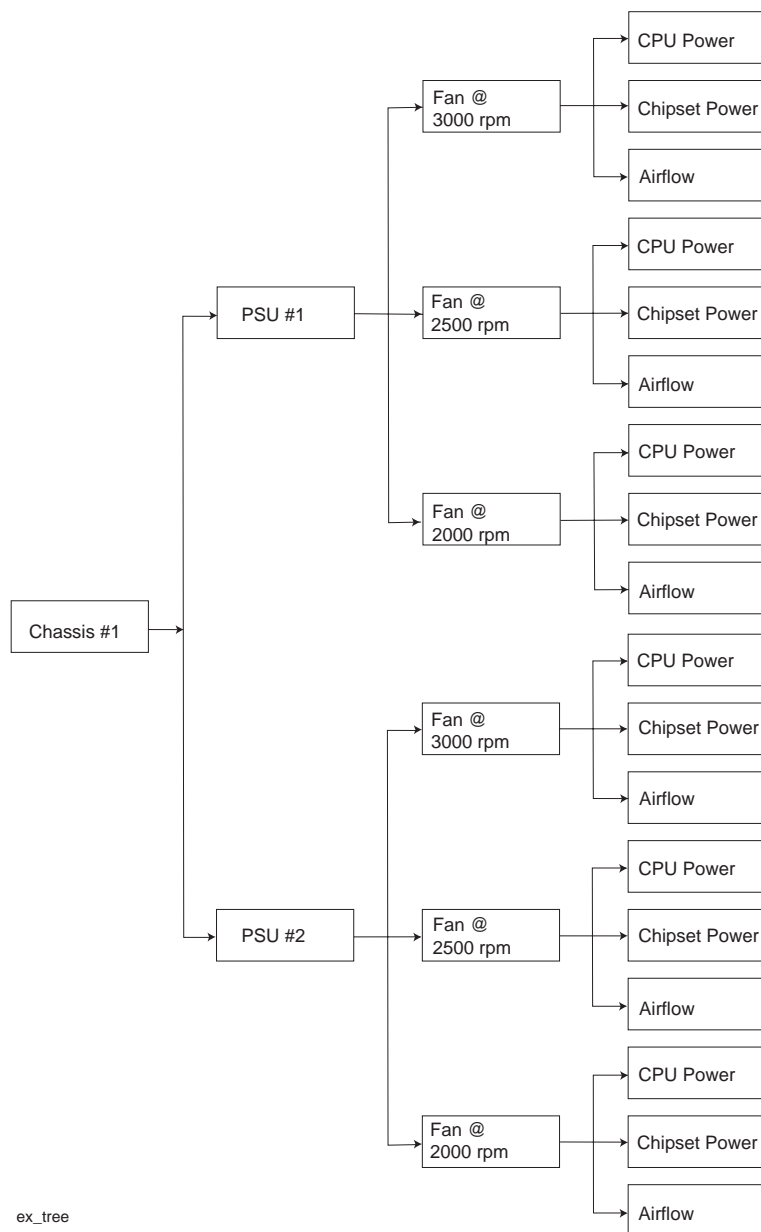 CPU Power
Fan @
3000 rpm
Chipset Power
Airflow
CPU Power
PSU #1
Fan @
2500 rpm
Chipset Power
Airflow
CPU Power
Fan @
2000 rpm
Chipset Power
Airflow
Chassis #1
CPU Power
Fan @
3000 rpm
Chipset Power
Airflow
CPU Power
PSU #2
Fan @
2500 rpm
Chipset Power
Airflow
CPU Power
Fan @
2000 rpm
Chipset Power
Airflow
ex_tree